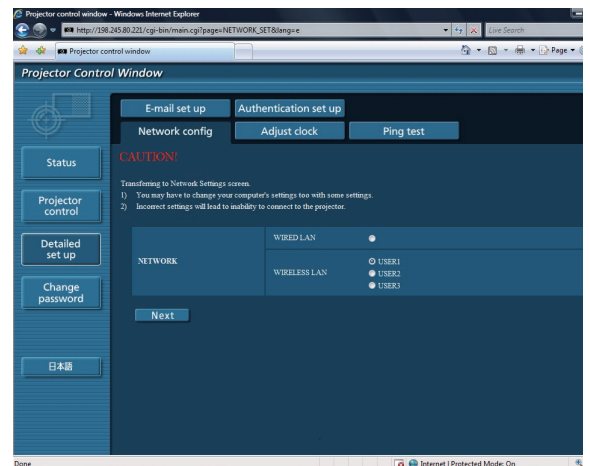 Projector control window - Windows Internet Explorer
http://198.245.80.221/cgi-bin/main.cgi?page=NETWORK_SET&lang=e
Live Search
Projector control window
Page
Projector Control Window
E-mail set up
Authentication set up
Network config
Adjust clock
Ping test
Status
Projector control
Detailed set up
Change password
日本語
CAUTION!
Transferring to Network Settings screen.
1) You may have to change your computer's settings too with some settings.
2) Incorrect settings will lead to inability to connect to the projector.
NETWORK
WIRED LAN
WIRELESS LAN
USER1
USER2
USER3
Next
Done
Internet | Protected Mode: On